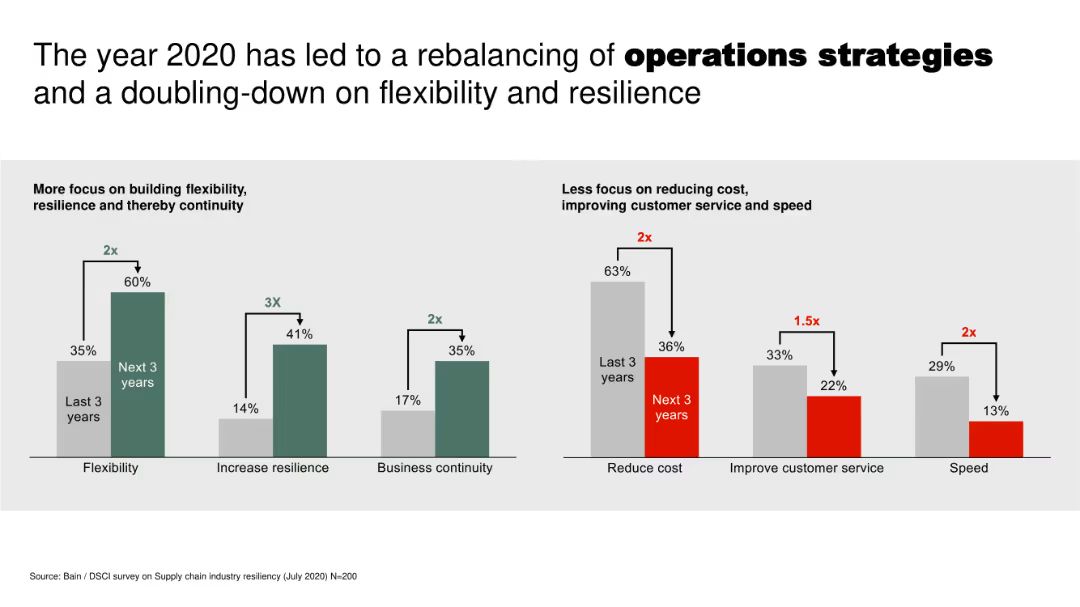 The year 2020 has led to a rebalancing of operations strategies
and a doubling-down on flexibility and resilience
More focus on building flexibility,
resilience and thereby continuity
2x
35%
60%
Last 3
years
Next 3
years
Flexibility
3X
14%
41%
Increase resilience
2x
17%
35%
Business continuity
Less focus on reducing cost,
improving customer service and speed
2x
63%
36%
Last 3
years
Next 3
years
Reduce cost
1.5x
33%
22%
Improve customer service
2x
29%
13%
Speed
Source: Bain / DSCI survey on Supply chain industry resiliency (July 2020) N=200